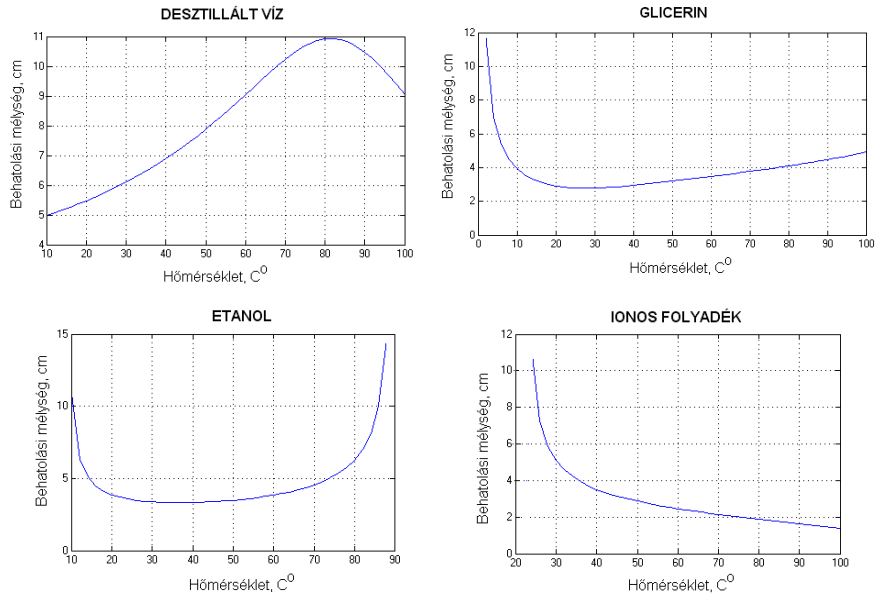 DESZTILLÁLT VÍZ
Behatolási mélység, cm
11
10
9
8
7
6
5
4
10 20 30 40 50 60 70 80 90 100
Hőmérséklet, C⁰
GLICERIN
Behatolási mélység, cm
12
10
8
6
4
2
0
0 10 20 30 40 50 60 70 80 90 100
Hőmérséklet, C⁰
ETANOL
Behatolási mélység, cm
15
10
5
0
10 20 30 40 50 60 70 80 90
Hőmérséklet, C⁰
IONOS FOLYADÉK
Behatolási mélység, cm
12
10
8
6
4
2
0
20 30 40 50 60 70 80 90 100
Hőmérséklet, C⁰